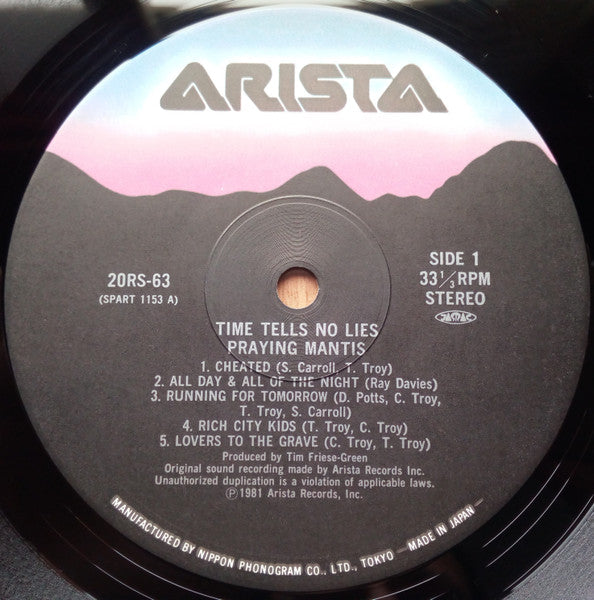 ARISTA
20RS-63
(SPART 1153 A)
SIDE 1
33 1/3 RPM
STEREO
JASRAC
TIME TELLS NO LIES
PRAYING MANTIS
1. CHEATED (S. Carroll, T. Troy)
2. ALL DAY & ALL OF THE NIGHT (Ray Davies)
3. RUNNING FOR TOMORROW (D. Potts, C. Troy,
T. Troy, S. Carroll)
4. RICH CITY KIDS (T. Troy, C. Troy)
5. LOVERS TO THE GRAVE (C. Troy, T. Troy)
Produced by Tim Friese-Green
Original sound recording made by Arista Records Inc.
Unauthorized duplication is a violation of applicable laws.
Ⓟ 1981 Arista Records, Inc.
MANUFACTURED BY NIPPON PHONOGRAM CO., LTD., TOKYO — MADE IN JAPAN —